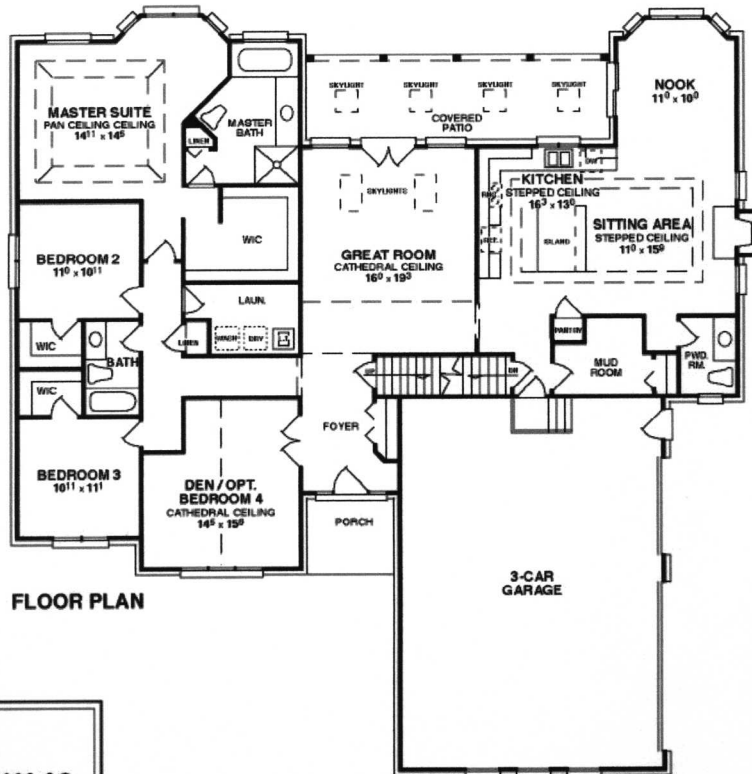 MASTER SUITE
PAN CEILING CEILING
14¹¹ x 14⁵
MASTER
BATH
LINEN
WIC
SKYLIGHT
SKYLIGHT
SKYLIGHT
SKYLIGHT
COVERED
PATIO
NOOK
11⁰ x 10⁰
SKYLIGHTS
DW
KITCHEN
STEPPED CEILING
16³ x 13⁰
REF.
ISLAND
SITTING AREA
STEPPED CEILING
11⁰ x 15⁹
GREAT ROOM
CATHEDRAL CEILING
16⁰ x 19³
BEDROOM 2
11⁰ x 10¹¹
LAUN.
WASH
DRY
LINEN
WIC
BATH
WIC
UP
DN
PANTRY
MUD
ROOM
PWD.
RM.
FOYER
BEDROOM 3
10¹¹ x 11¹
DEN / OPT.
BEDROOM 4
CATHEDRAL CEILING
PORCH
3-CAR
GARAGE
FLOOR PLAN